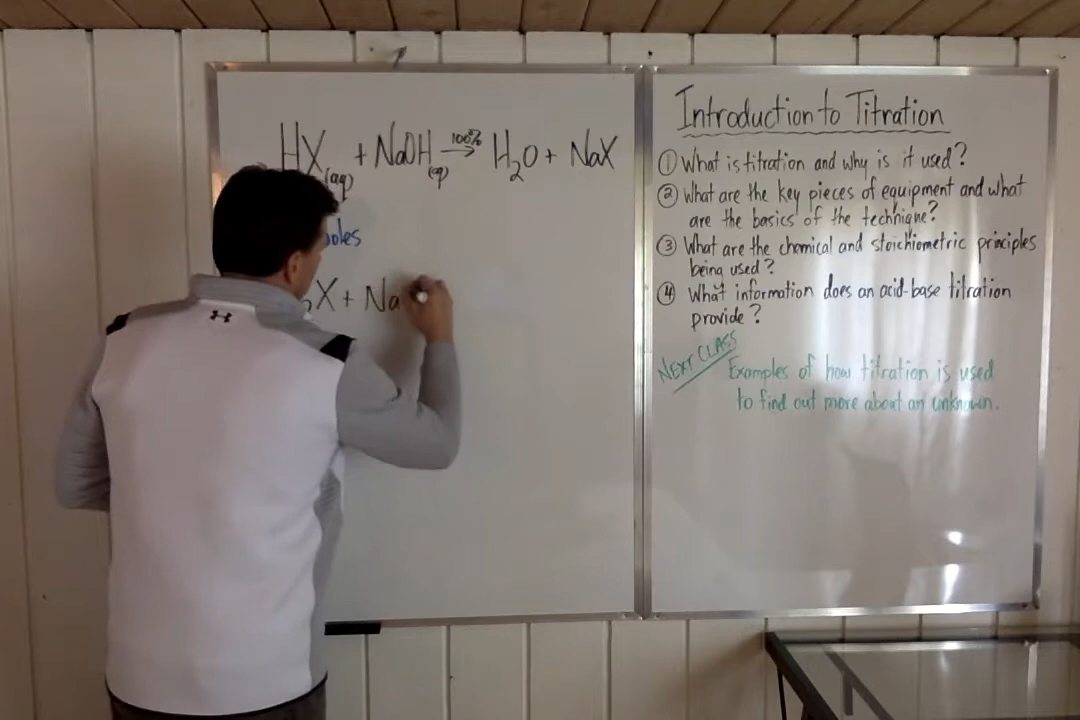 HX(aq) + NaOH(aq) 100%→ H₂O + NaX
X + Na
Introduction to Titration
① What is titration and why is it used?
② What are the key pieces of equipment and what
are the basics of the technique?
③ What are the chemical and stoichiometric principles
being used?
④ What information does an acid-base titration
provide?
NEXT CLASS
Examples of how titration is used
to find out more about an unknown.